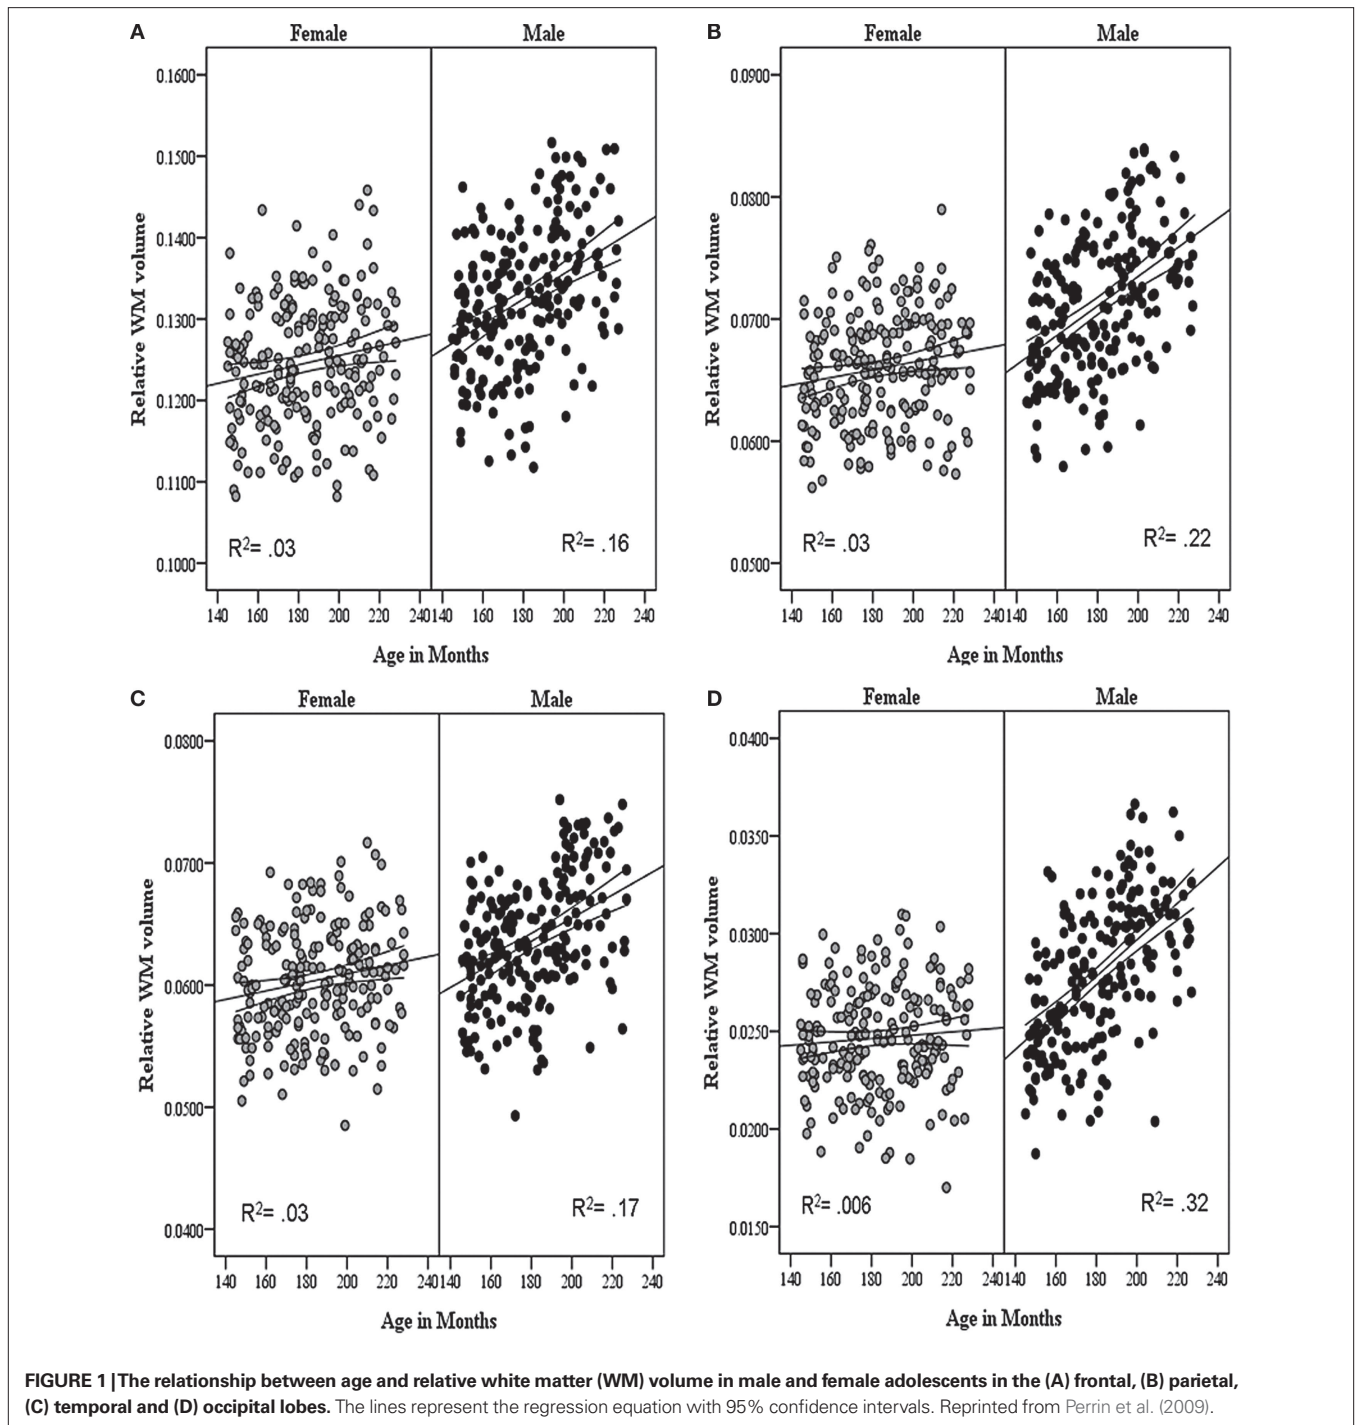 A
Female
Male
0.1600
0.1500
0.1400
0.1300
0.1200
0.1100
0.1000
Relative WM volume
R²= .03
R²= .16
140 160 180 200 220 240 140 160 180 200 220 240
Age in Months
B
Female
Male
0.0900
0.0800
0.0700
0.0600
0.0500
Relative WM volume
R²= .03
R²= .22
140 160 180 200 220 240 140 160 180 200 220 240
Age in Months
C
Female
Male
0.0800
0.0700
0.0600
0.0500
0.0400
Relative WM volume
R²= .03
R²= .17
140 160 180 200 220 240 140 160 180 200 220 240
Age in Months
D
Female
Male
0.0400
0.0350
0.0300
0.0250
0.0200
0.0150
Relative WM volume
R²= .006
R²= .32
140 160 180 200 220 240 140 160 180 200 220 240
Age in Months
FIGURE 1 | The relationship between age and relative white matter (WM) volume in male and female adolescents in the (A) frontal, (B) parietal,
(C) temporal and (D) occipital lobes. The lines represent the regression equation with 95% confidence intervals. Reprinted from Perrin et al. (2009).